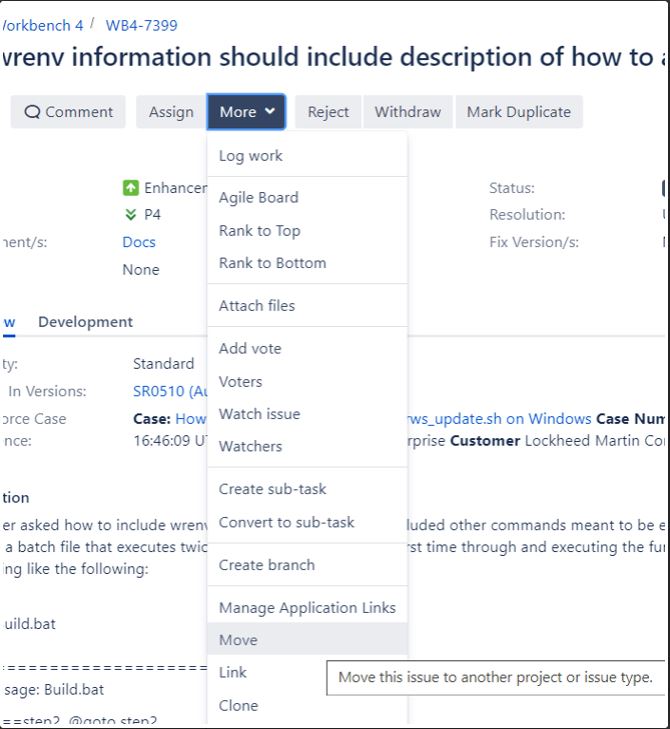 /orkbench 4 / WB4-7399
wrenv information should include description of how to a
Comment Assign More Reject Withdraw Mark Duplicate
Log work
Agile Board
Rank to Top
Rank to Bottom
Attach files
Add vote
Voters
Watch issue
Watchers
Create sub-task
Convert to sub-task
Create branch
Manage Application Links
Move
Link
Clone
Move this issue to another project or issue type.
Enhancer Status:
P4 Resolution:
nent/s: Docs Fix Version/s:
None
w Development
ty: Standard
In Versions: SR0510 (Au
orce Case Case: How rws_update.sh on Windows Case Num
nce: 16:46:09 U rprise Customer Lockheed Martin Co
tion
er asked how to include wrenv luded other commands meant to be e
a batch file that executes twic rst time through and executing the fu
ing like the following:
uild.bat
====================
sage: Build.bat
==step2 @goto step2